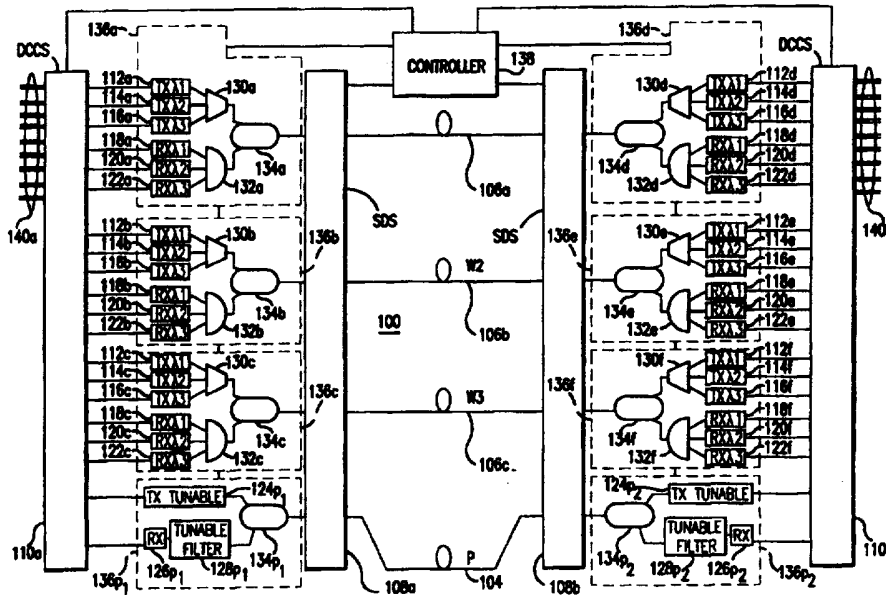 136a
136d
DCCS
CONTROLLER
138
DCCS
112a
TXλ1
130a
130d
TXλ1
112d
114a
TXλ2
TXλ2
114d
116a
TXλ3
TXλ3
116d
118a
RXλ1
RXλ1
118d
120a
RXλ2
134a
134d
RXλ2
120d
122a
RXλ3
132a
106a
132d
RXλ3
122d
140a
140
112b
TXλ1
130b
136b
SDS
SDS
136e
130e
TXλ1
112e
114b
TXλ2
TXλ2
114e
118b
TXλ3
TXλ3
116e
118b
RXλ1
W2
RXλ1
118e
120b
RXλ2
134b
134e
RXλ2
120e
122b
RXλ3
132b
100
106b
132e
RXλ3
122e
112c
TXλ1
130c
136c
136f
130f
TXλ1
112f
114c
TXλ2
TXλ2
114f
116c
TXλ3
TXλ3
116f
118c
RXλ1
W3
RXλ1
118f
120c
RXλ2
134c
134f
RXλ2
120f
122c
RXλ3
132c
106c
132f
RXλ3
122f
124p1
124p2
TX TUNABLE
TX TUNABLE
RX
TUNABLE
FILTER
134p1
P
134p2
TUNABLE
FILTER
RX
110a
136p1
126p1
128p1
108a
104
108b
128p2
126p2
136p2
110